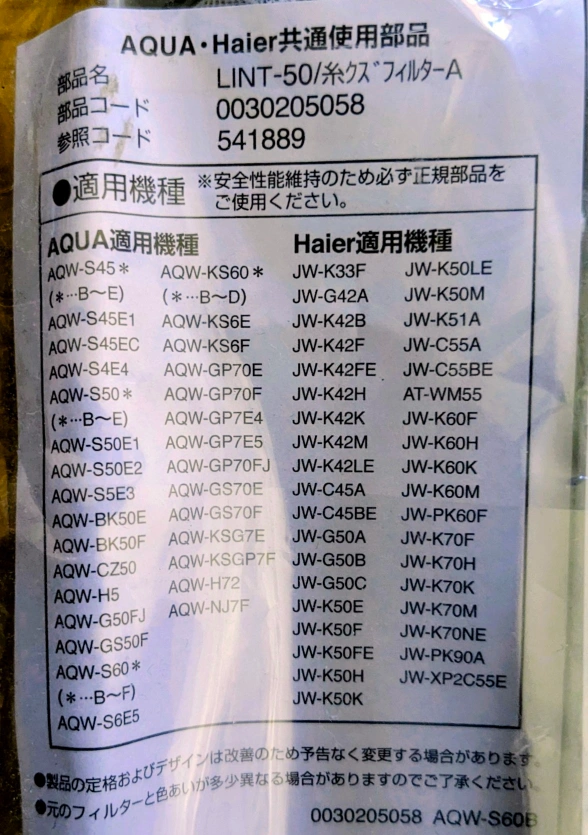 AQUA・Haier共通使用部品
部品名 LINT-50/糸クズフィルターA
部品コード 0030205058
参照コード 541889
●適用機種 ※安全性能維持のため必ず正規部品を
ご使用ください。
AQUA適用機種
AQW-S45＊
(＊…B～E)
AQW-S45E1
AQW-S45EC
AQW-S4E4
AQW-S50＊
(＊…B～E)
AQW-S50E1
AQW-S50E2
AQW-S5E3
AQW-BK50E
AQW-BK50F
AQW-CZ50
AQW-H5
AQW-G50FJ
AQW-GS50F
AQW-S60＊
(＊…B～F)
AQW-S6E5
AQW-KS60＊
(＊…B～D)
AQW-KS6E
AQW-KS6F
AQW-GP70E
AQW-GP70F
AQW-GP7E4
AQW-GP7E5
AQW-GP70FJ
AQW-GS70E
AQW-GS70F
AQW-KSG7E
AQW-KSGP7F
AQW-H72
AQW-NJ7F
Haier適用機種
JW-K33F
JW-G42A
JW-K42B
JW-K42F
JW-K42FE
JW-K42H
JW-K42K
JW-K42M
JW-K42LE
JW-C45A
JW-C45BE
JW-G50A
JW-G50B
JW-G50C
JW-K50E
JW-K50F
JW-K50FE
JW-K50H
JW-K50K
JW-K50LE
JW-K50M
JW-K51A
JW-C55A
JW-C55BE
AT-WM55
JW-K60F
JW-K60H
JW-K60K
JW-K60M
JW-PK60F
JW-K70F
JW-K70H
JW-K70K
JW-K70M
JW-K70NE
JW-PK90A
JW-XP2C55E
●製品の定格およびデザインは改善のため予告なく変更する場合があります。
●元のフィルターと色あいが多少異なる場合がありますのでご了承ください。
0030205058 AQW-S60B